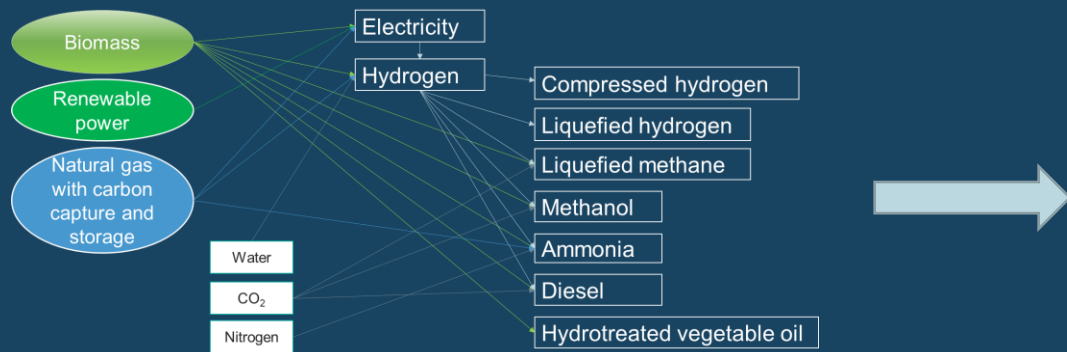 Biomass
Renewable
power
Natural gas
with carbon
capture and
storage
Water
CO₂
Nitrogen
Electricity
Hydrogen
Compressed hydrogen
Liquefied hydrogen
Liquefied methane
Methanol
Ammonia
Diesel
Hydrotreated vegetable oil